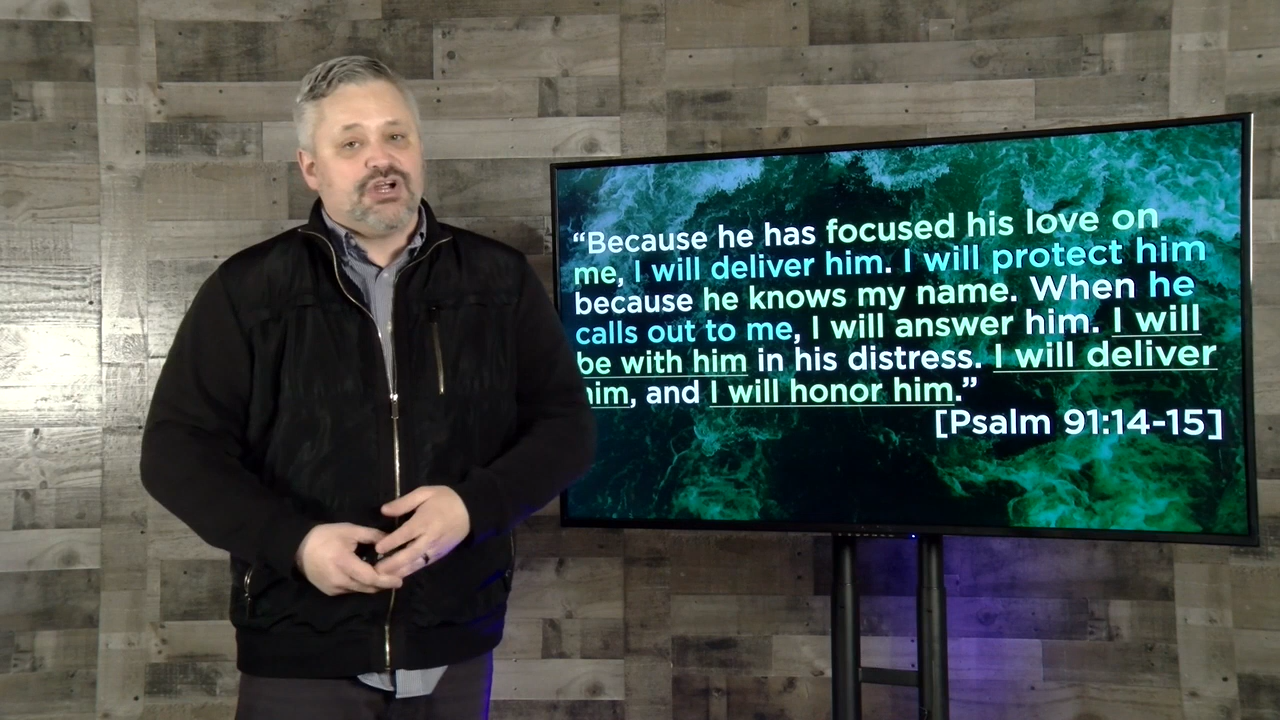 “Because he has focused his love on
me, I will deliver him. I will protect him
because he knows my name. When he
calls out to me, I will answer him. I will
be with him in his distress. I will deliver
him, and I will honor him.”
[Psalm 91:14-15]